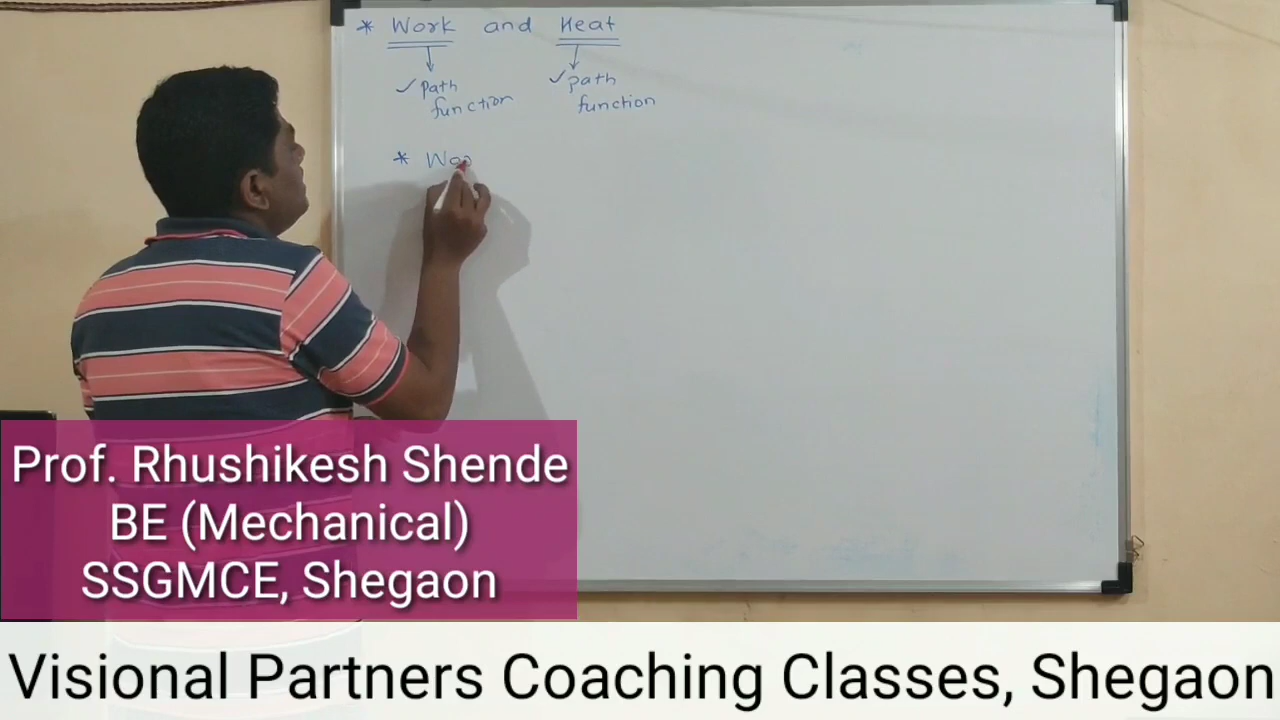 * Work and Heat
✓ path ✓ path
function function
* Wo
Prof. Rhushikesh Shende
BE (Mechanical)
SSGMCE, Shegaon
Visional Partners Coaching Classes, Shegaon